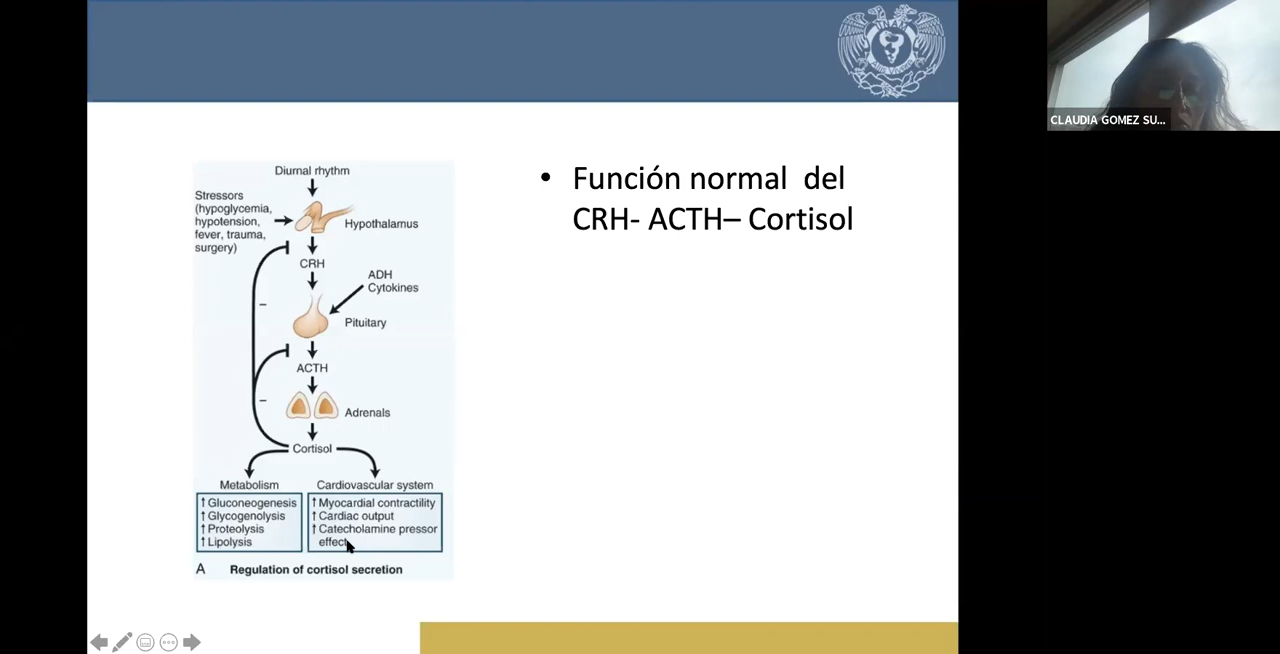 CLAUDIA GOMEZ SU...
Diurnal rhythm
Stressors
(hypoglycemia,
hypotension,
fever, trauma,
surgery)
Hypothalamus
CRH
ADH
Cytokines
Pituitary
ACTH
Adrenals
Cortisol
–
–
Metabolism
↑Gluconeogenesis
↑Glycogenolysis
↑Proteolysis
↑Lipolysis
Cardiovascular system
↑Myocardial contractility
↑Cardiac output
↑Catecholamine pressor
effect
A Regulation of cortisol secretion
• Función normal del
CRH- ACTH– Cortisol